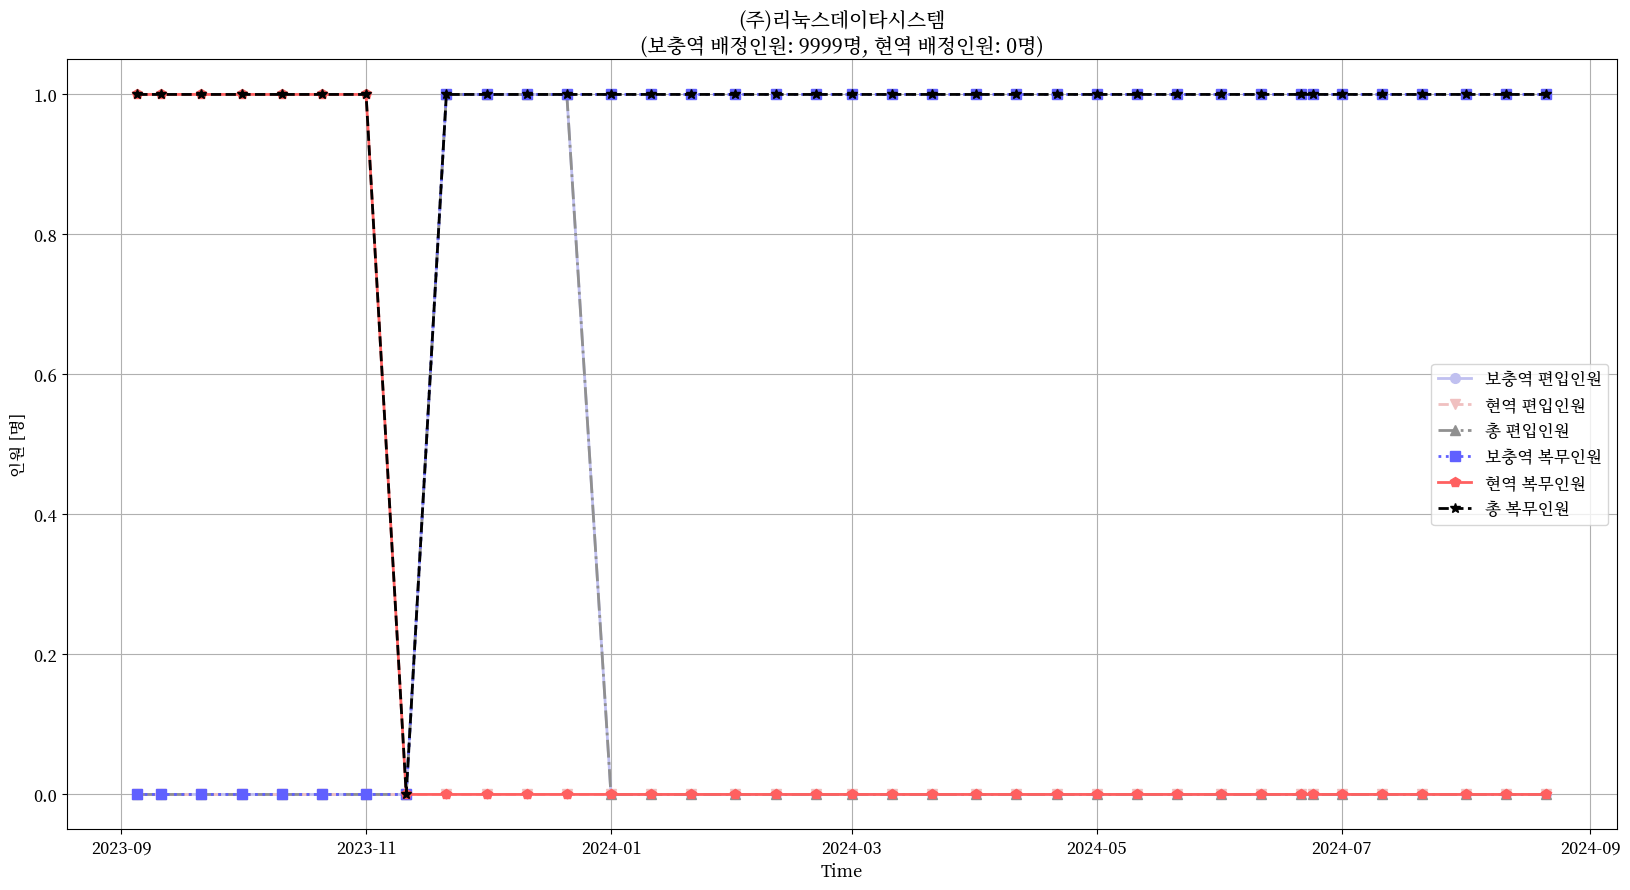 (주)리눅스데이타시스템
(보충역 배정인원: 9999명, 현역 배정인원: 0명)
인원 [명]
1.0
0.8
0.6
0.4
0.2
0.0
보충역 편입인원
현역 편입인원
총 편입인원
보충역 복무인원
현역 복무인원
총 복무인원
2023-09
2023-11
2024-01
2024-03
2024-05
2024-07
2024-09
Time